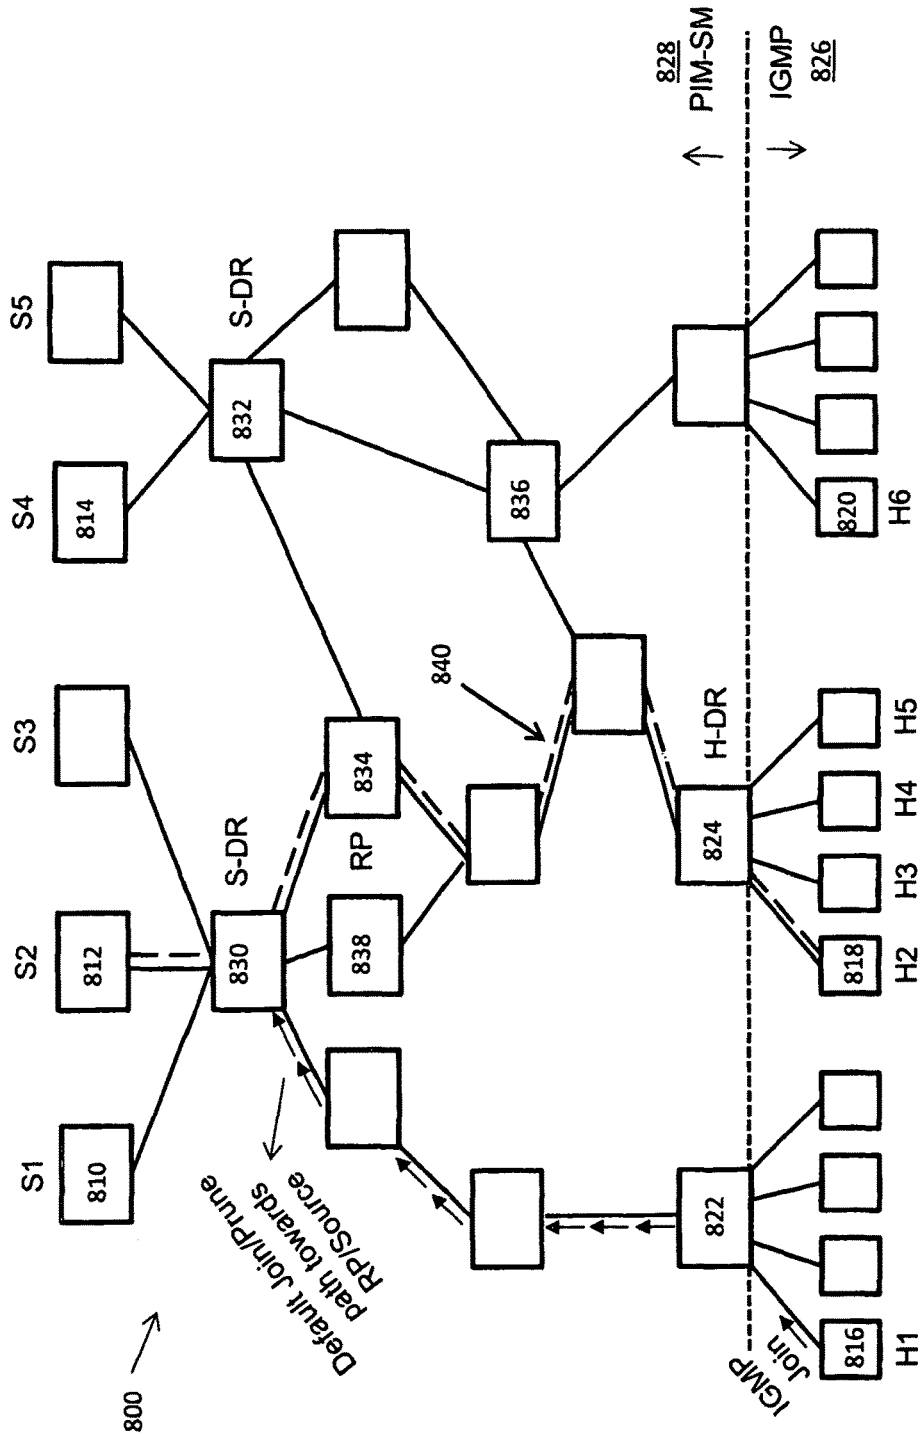 800
S1
S2
S3
S4
S5
810
812
814
S-DR
S-DR
830
832
Default Join/Prune
path towards
RP/Source
838
RP
834
840
836
828
PIM-SM
822
824
H-DR
IGMP
826
IGMP
Join
816
818
820
H1
H2
H3
H4
H5
H6